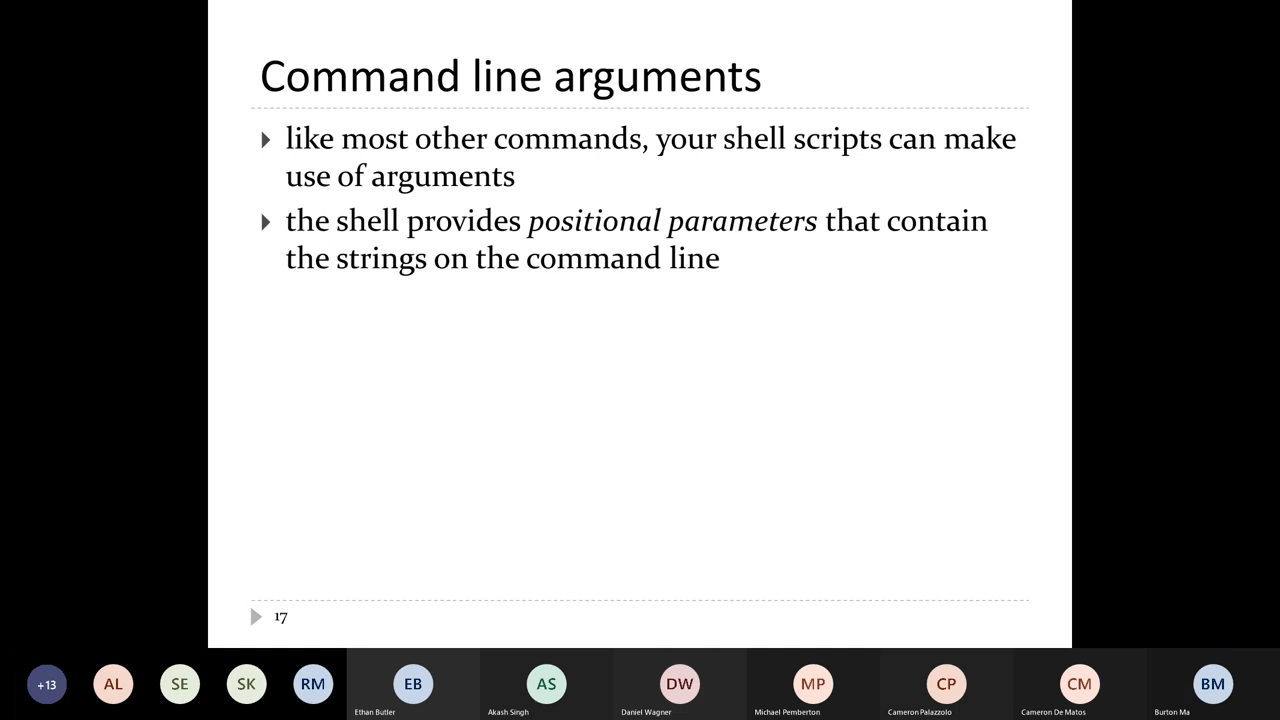 Command line arguments
like most other commands, your shell scripts can make
use of arguments
the shell provides positional parameters that contain
the strings on the command line
17
+13
AL
SE
SK
RM
EB
AS
DW
MP
CP
CM
BM
Ethan Butler
Akash Singh
Daniel Wagner
Michael Pemberton
Cameron Palazzolo
Cameron De Matos
Burton Ma